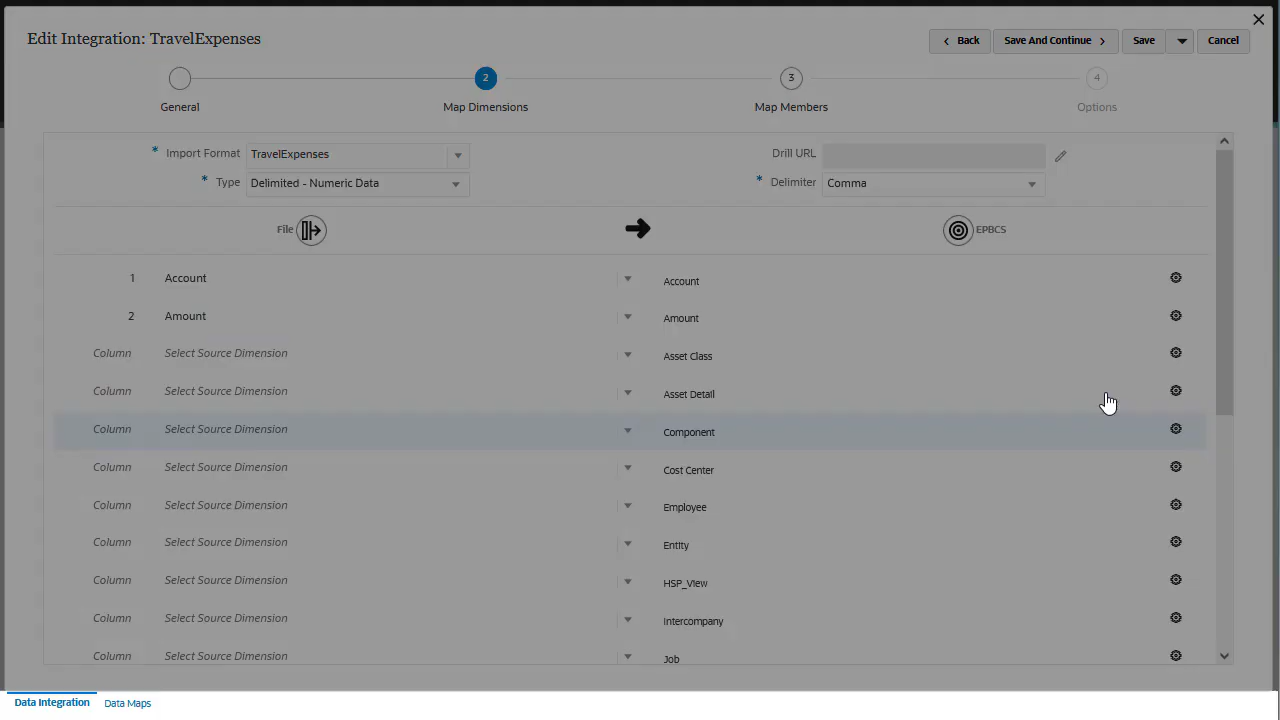 Edit Integration: TravelExpenses
Back
Save And Continue
Save
Cancel
2
3
4
General
Map Dimensions
Map Members
Options
* Import Format TravelExpenses
Drill URL
* Type Delimited - Numeric Data
* Delimiter Comma
File
EPBCS
1 Account Account
2 Amount Amount
Column Select Source Dimension Asset Class
Column Select Source Dimension Asset Detail
Column Select Source Dimension Component
Column Select Source Dimension Cost Center
Column Select Source Dimension Employee
Column Select Source Dimension Entity
Column Select Source Dimension HSP_View
Column Select Source Dimension Intercompany
Column Select Source Dimension Job
Data Integration Data Maps